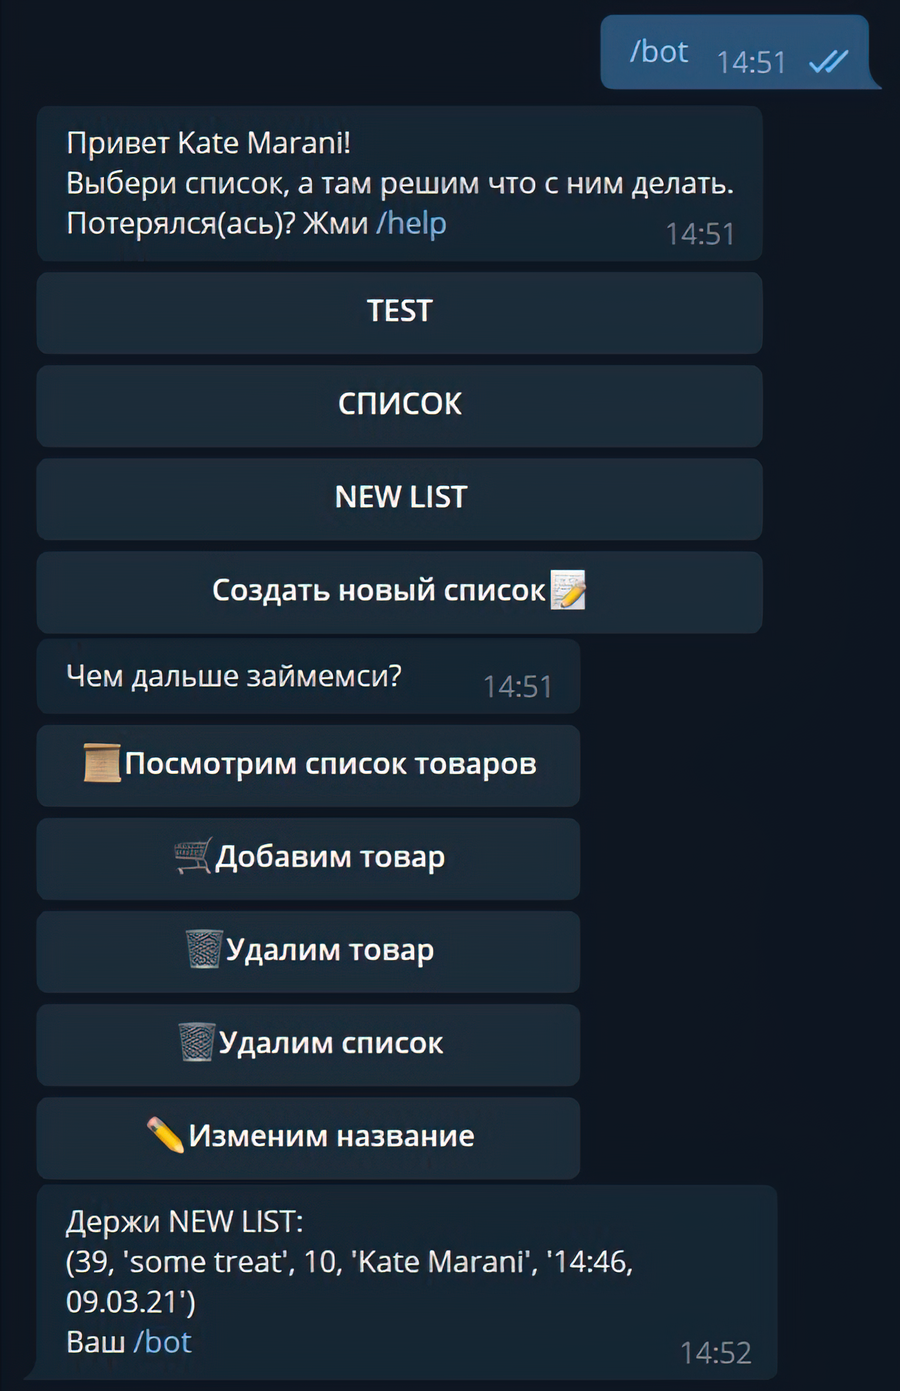 /bot 14:51
Привет Kate Marani!
Выбери список, а там решим что с ним делать.
Потерялся(ась)? Жми /help 14:51
TEST
СПИСОК
NEW LIST
Создать новый список
Чем дальше займемси? 14:51
Посмотрим список товаров
Добавим товар
Удалим товар
Удалим список
Изменим название
Держи NEW LIST:
(39, 'some treat', 10, 'Kate Marani', '14:46,
09.03.21')
Ваш /bot 14:52